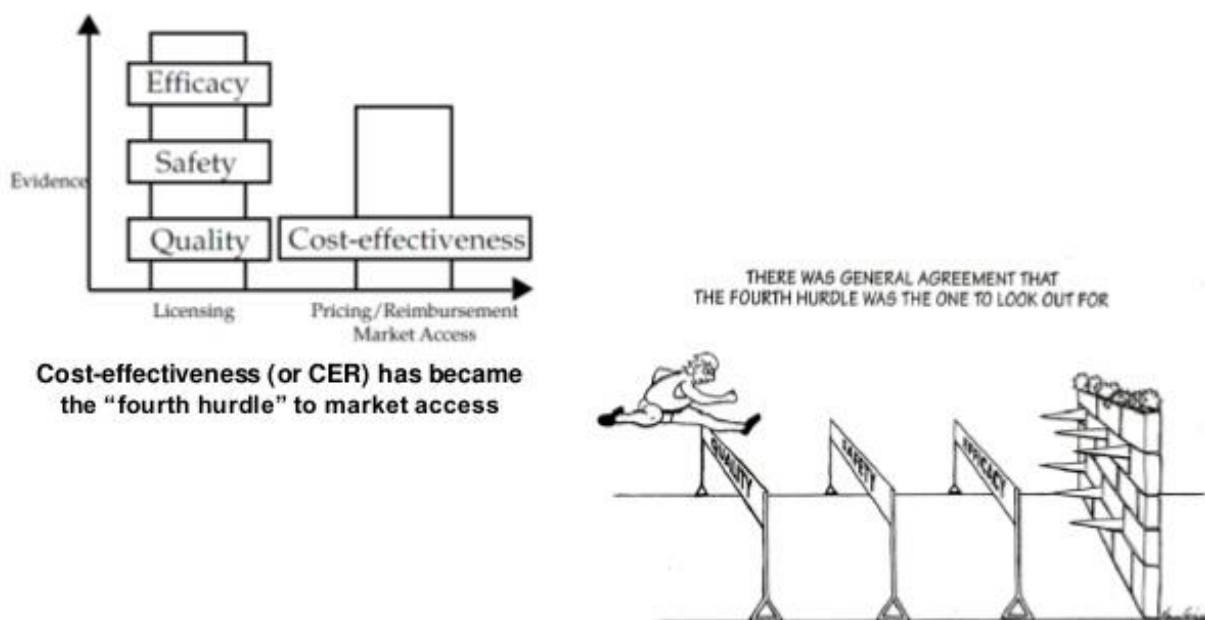 Efficacy
Safety
Evidence
Quality
Cost-effectiveness
Licensing
Pricing/Reimbursement
Market Access
Cost-effectiveness (or CER) has became
the “fourth hurdle” to market access
THERE WAS GENERAL AGREEMENT THAT
THE FOURTH HURDLE WAS THE ONE TO LOOK OUT FOR
QUALITY
SAFETY
EFFICACY